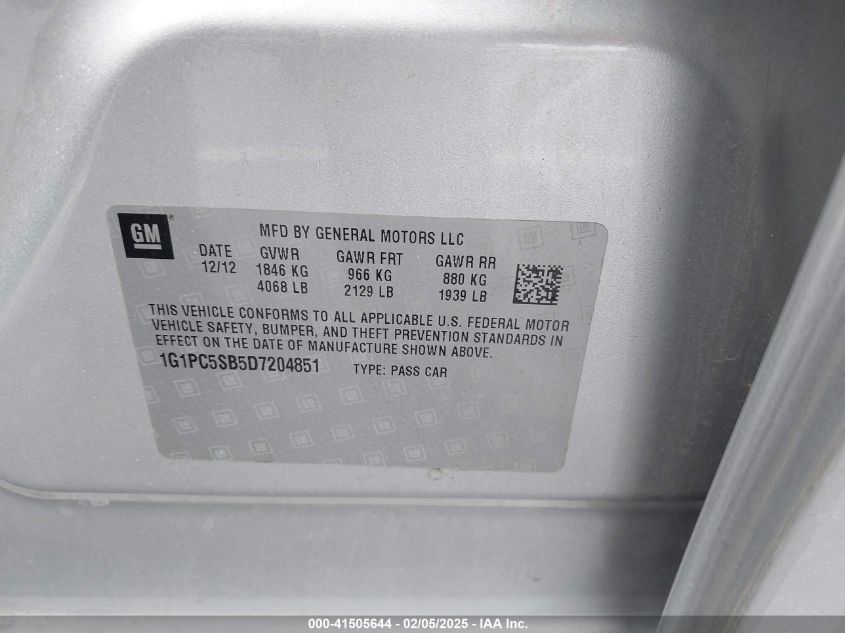 GM
MFD BY GENERAL MOTORS LLC
DATE GVWR GAWR FRT GAWR RR
12/12 1846 KG 966 KG 880 KG
4068 LB 2129 LB 1939 LB
THIS VEHICLE CONFORMS TO ALL APPLICABLE U.S. FEDERAL MOTOR
VEHICLE SAFETY, BUMPER, AND THEFT PREVENTION STANDARDS IN
EFFECT ON THE DATE OF MANUFACTURE SHOWN ABOVE.
1G1PC5SB5D7204851 TYPE: PASS CAR
000-41505644 - 02/05/2025 - IAA Inc.